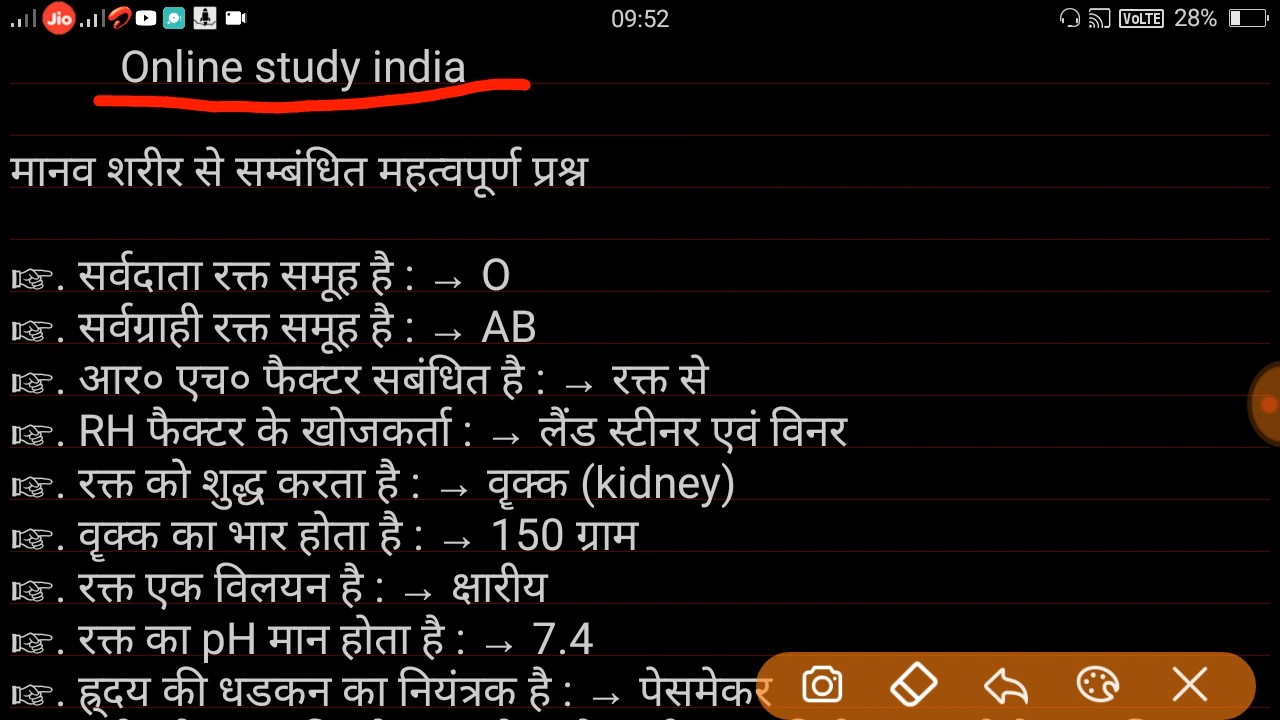 Jio 09:52 VoLTE 28%
Online study india
मानव शरीर से सम्बंधित महत्वपूर्ण प्रश्न
☞. सर्वदाता रक्त समूह है : → O
☞. सर्वग्राही रक्त समूह है : → AB
☞. आर० एच० फैक्टर सबंधित है : → रक्त से
☞. RH फैक्टर के खोजकर्ता : → लैंड स्टीनर एवं विनर
☞. रक्त को शुद्ध करता है : → वृक्क (kidney)
☞. वृक्क का भार होता है : → 150 ग्राम
☞. रक्त एक विलयन है : → क्षारीय
☞. रक्त का pH मान होता है : → 7.4
☞. ह्र्दय की धडकन का नियंत्रक है : → पेसमेकर